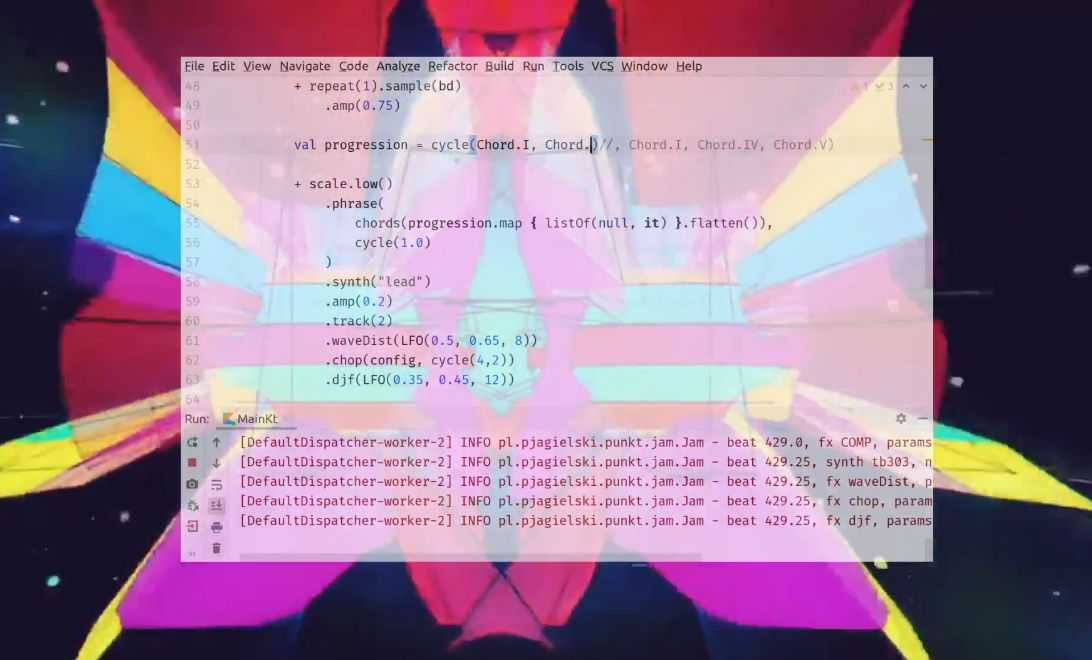 File Edit View Navigate Code Analyze Refactor Build Run Tools VCS Window Help
48 + repeat(1).sample(bd)
49 .amp(0.75)
50
51 val progression = cycle(Chord.I, Chord.)//, Chord.I, Chord.IV, Chord.V)
52
53 + scale.low()
54 .phrase(
55 chords(progression.map { listOf(null, it) }.flatten()),
56 cycle(1.0)
57 )
58 .synth("lead")
59 .amp(0.2)
60 .track(2)
61 .waveDist(LFO(0.5, 0.65, 8))
62 .chop(config, cycle(4,2))
63 .djf(LFO(0.35, 0.45, 12))
64
Run: MainKt
[DefaultDispatcher-worker-2] INFO pl.pjagielski.punkt.jam.Jam - beat 429.0, fx COMP, params
[DefaultDispatcher-worker-2] INFO pl.pjagielski.punkt.jam.Jam - beat 429.25, synth tb303, n
[DefaultDispatcher-worker-2] INFO pl.pjagielski.punkt.jam.Jam - beat 429.25, fx waveDist, p
[DefaultDispatcher-worker-2] INFO pl.pjagielski.punkt.jam.Jam - beat 429.25, fx chop, param
[DefaultDispatcher-worker-2] INFO pl.pjagielski.punkt.jam.Jam - beat 429.25, fx djf, params